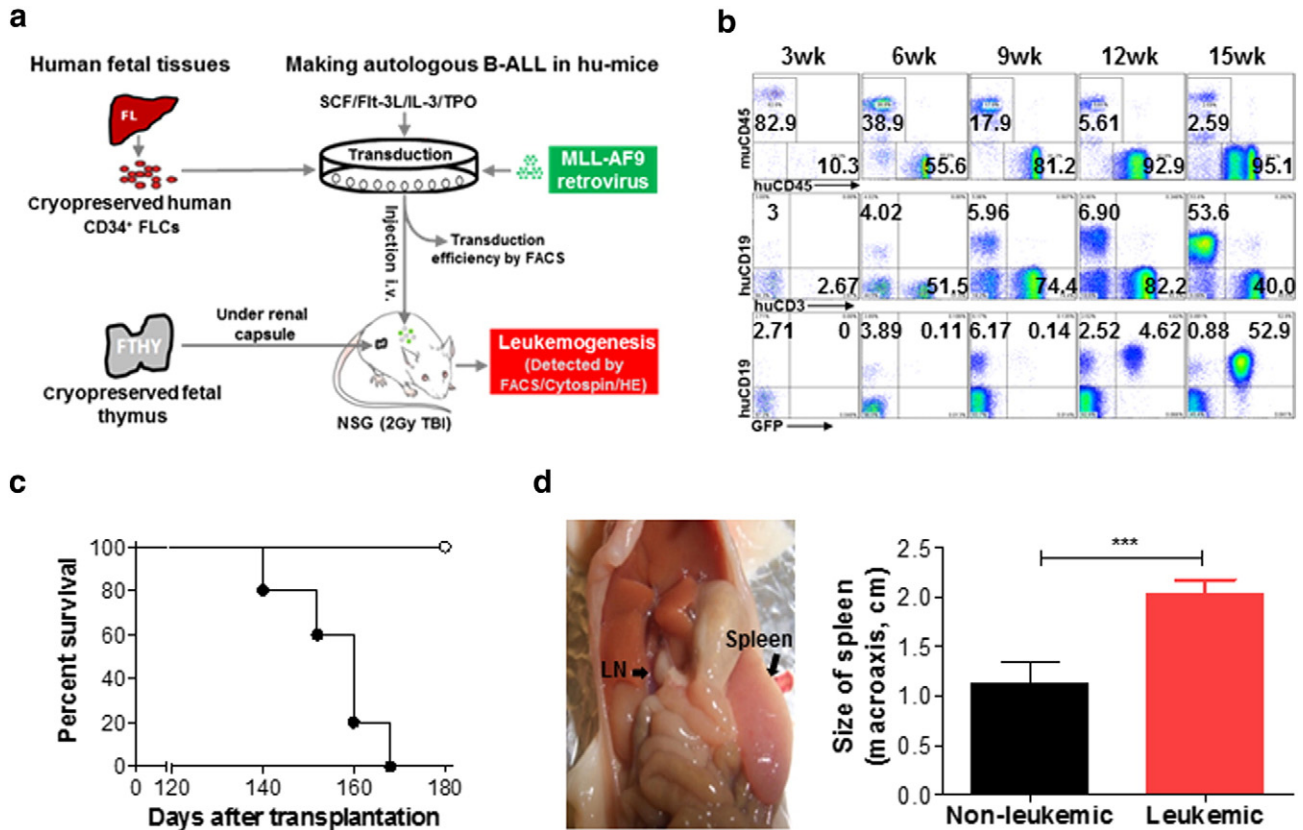 a
Human fetal tissues
Making autologous B-ALL in hu-mice
SCF/Flt-3L/IL-3/TPO
FL
Transduction
MLL-AF9
retrovirus
Cryopreserved human
CD34⁺ FLCs
Injection i.v.
Transduction
efficiency by FACS
Under renal
capsule
FTHY
Leukemogenesis
(Detected by
FACS/Cytospin/HE)
Cryopreserved fetal
thymus
NSG (2Gy TBI)
b
3wk 6wk 9wk 12wk 15wk
muCD45
82.9 38.9 17.9 5.61 2.59
10.3 55.6 81.2 92.9 95.1
huCD45
huCD19
3 4.02 5.96 6.90 53.6
2.67 51.5 74.4 82.2 40.0
huCD3
huCD19
2.71 0 3.89 0.11 6.17 0.14 2.52 4.62 0.88 52.9
GFP
c
Percent survival
100
80
60
40
20
0
0 120 140 160 180
Days after transplantation
d
LN
Spleen
Size of spleen
(macroaxis, cm)
2.5
2.0
1.5
1.0
0.5
0.0
***
Non-leukemic Leukemic